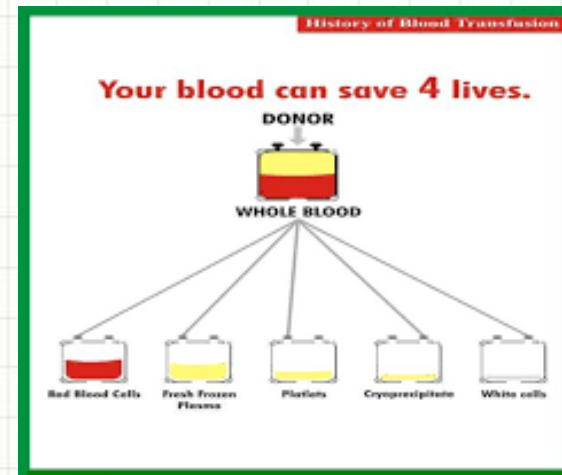 History of Blood Transfusion
Your blood can save 4 lives.
DONOR
WHOLE BLOOD
Red Blood Cells
Fresh Frozen
Plasma
Platlets
Cryoprecipitate
White cells